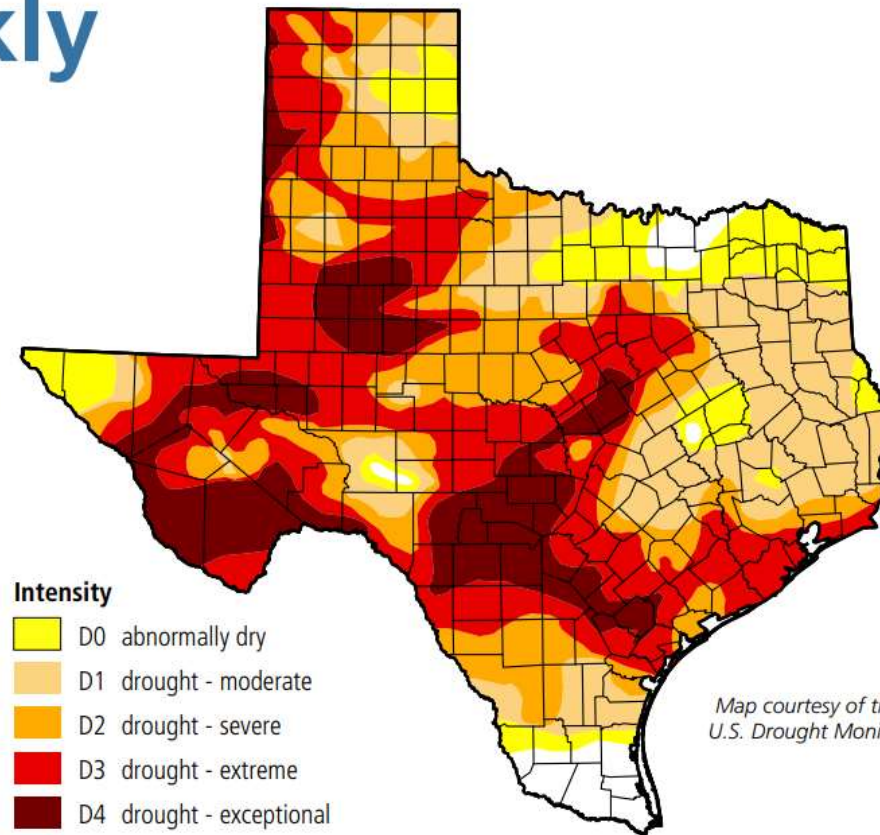 kly
Intensity
D0 abnormally dry
D1 drought - moderate
D2 drought - severe
D3 drought - extreme
D4 drought - exceptional
Map courtesy of
U.S. Drought